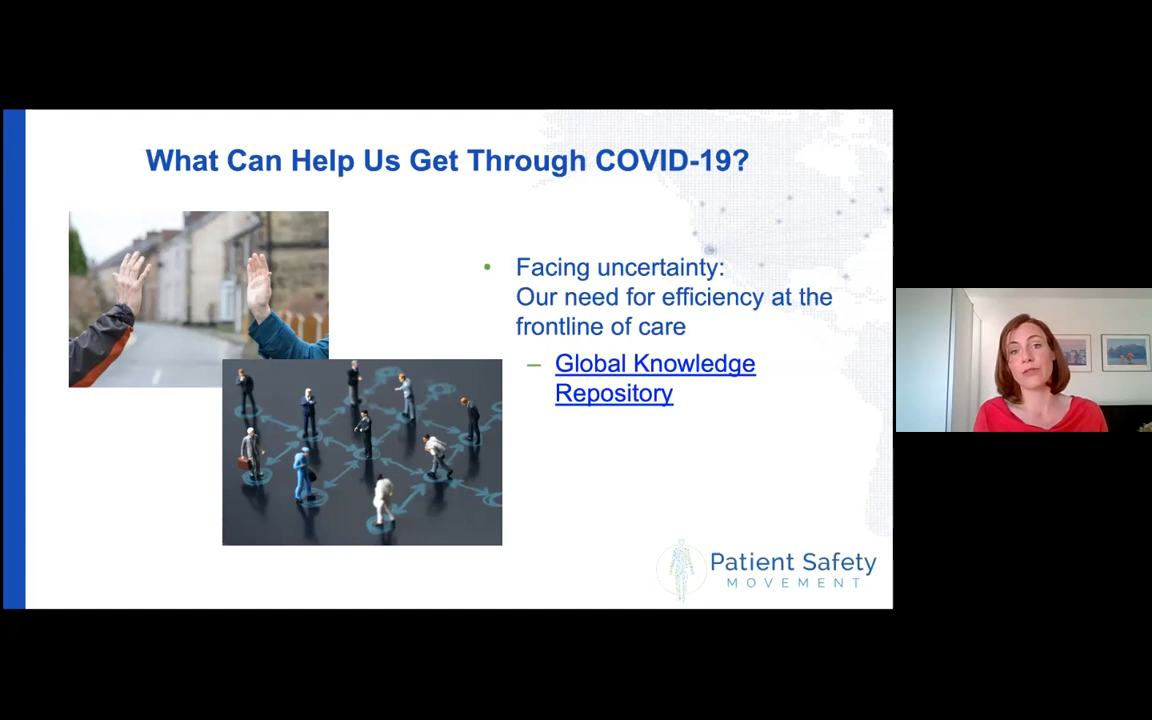 What Can Help Us Get Through COVID-19?
• Facing uncertainty:
Our need for efficiency at the
frontline of care
– Global Knowledge
Repository
Patient Safety
MOVEMENT